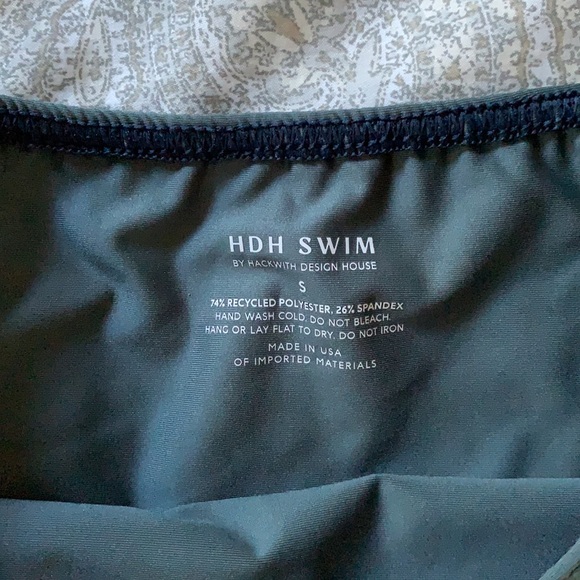 HDH SWIM
BY HACKWITH DESIGN HOUSE
S
74% RECYCLED POLYESTER, 26% SPANDEX
HAND WASH COLD. DO NOT BLEACH.
HANG OR LAY FLAT TO DRY. DO NOT IRON
MADE IN USA
OF IMPORTED MATERIALS